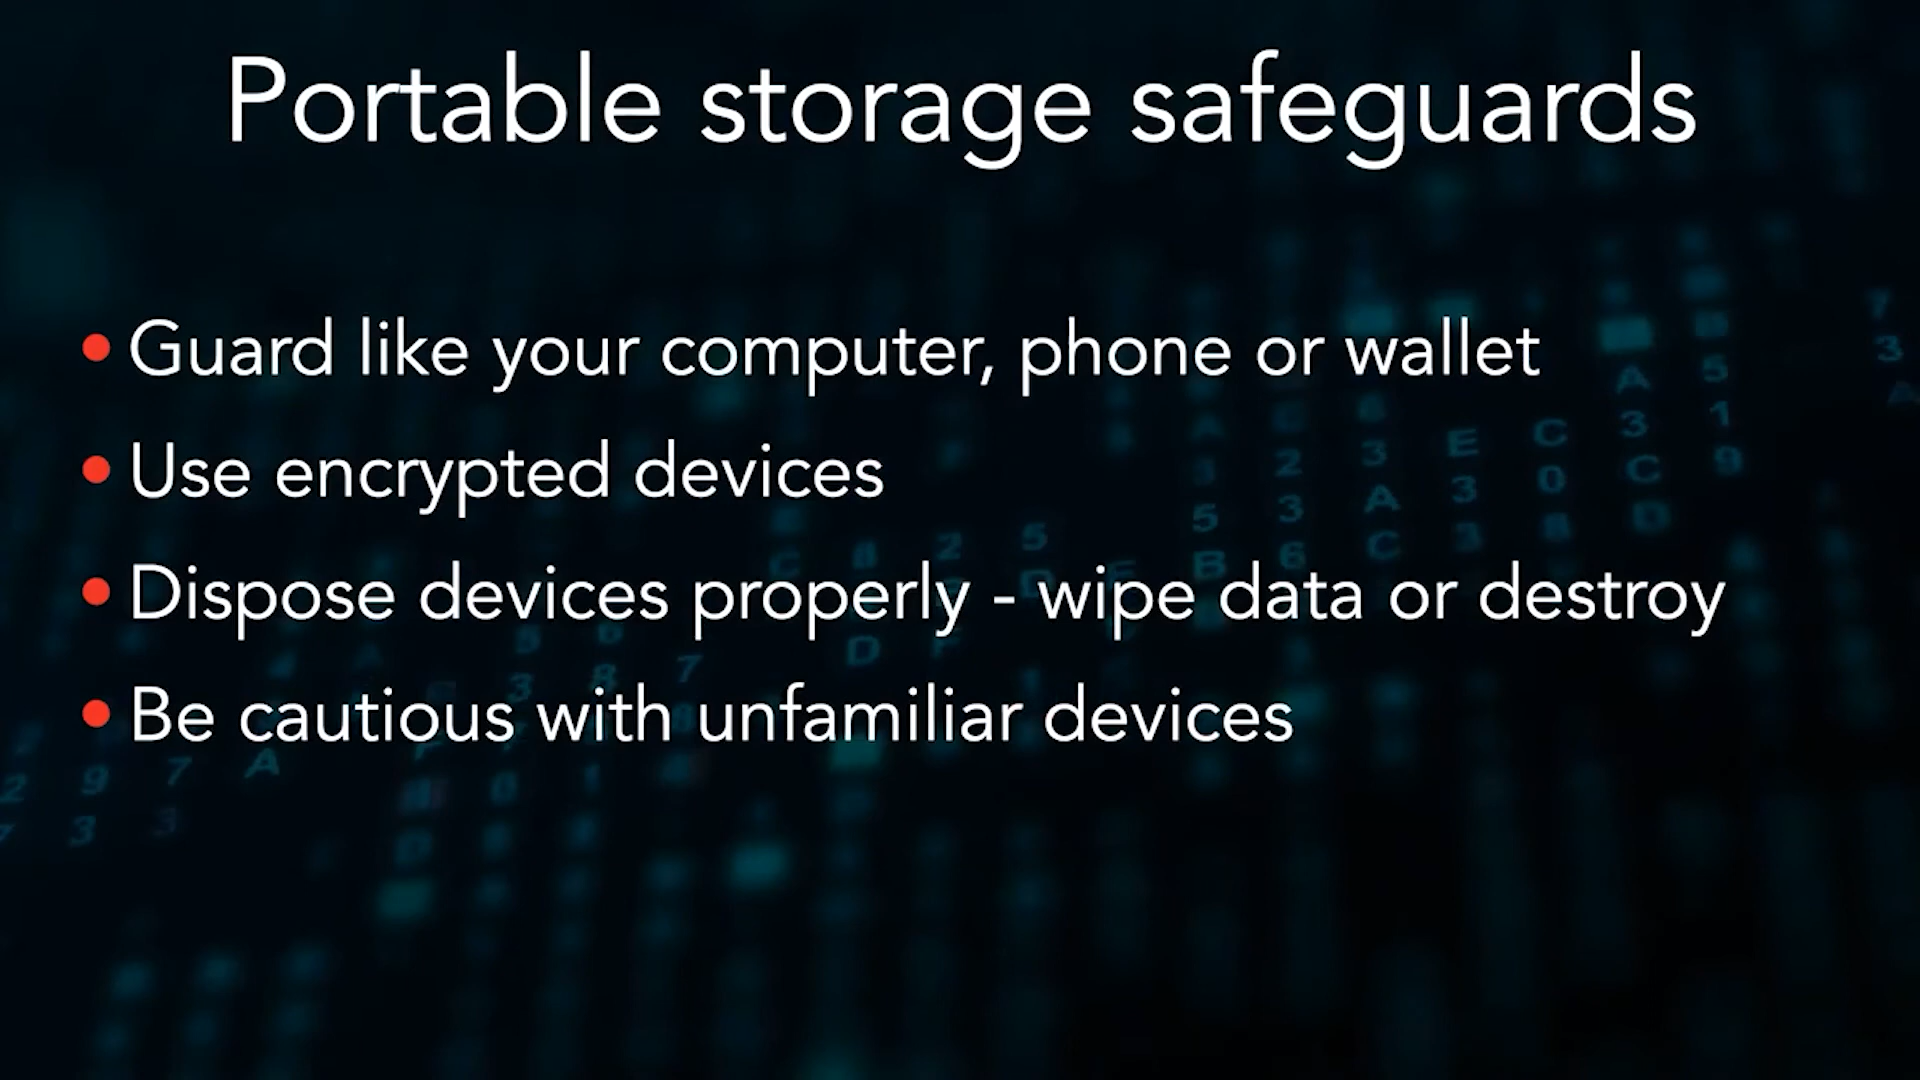 Portable storage safeguards
• Guard like your computer, phone or wallet
• Use encrypted devices
• Dispose devices properly - wipe data or destroy
• Be cautious with unfamiliar devices